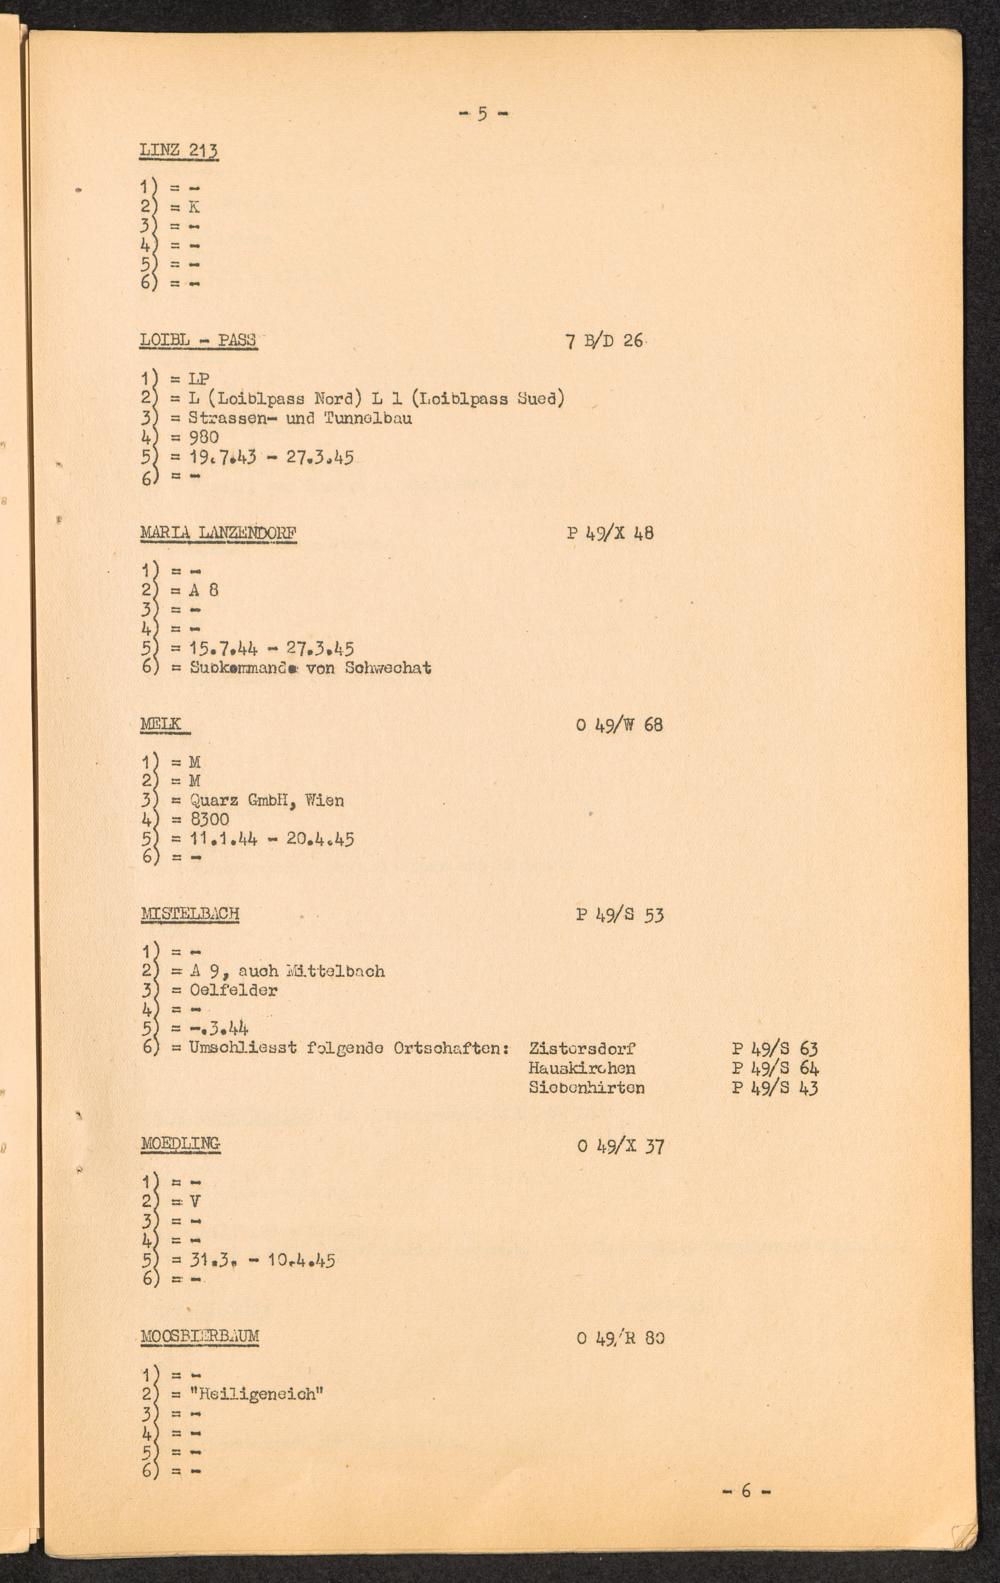 - 5 -
LINZ 213
1) = -
2) = K
3) = -
4) = -
5) = -
6) = -
LOIBL - PASS 7 B/D 26
1) = LP
2) = L (Loiblpass Nord) L 1 (Loiblpass Sued)
3) = Strassen- und Tunnelbau
4) = 980
5) = 19.7.43 - 27.3.45
6) = -
MARIA LANZENDORF P 49/X 48
1) = -
2) = A 8
3) = -
4) = -
5) = 15.7.44 - 27.3.45
6) = Subkommando von Schwechat
MELK O 49/W 68
1) = M
2) = M
3) = Quarz GmbH, Wien
4) = 8300
5) = 11.1.44 - 20.4.45
6) = -
MISTELBACH P 49/S 53
1) = -
2) = A 9, auch Mittelbach
3) = Oelfelder
4) = -
5) = -.3.44
6) = Umschliesst folgende Ortschaften: Zistersdorf P 49/S 63
Hauskirchen P 49/S 64
Siebenhirten P 49/S 43
MOEDLING O 49/X 37
1) = -
2) = V
3) = -
4) = -
5) = 31.3. - 10.4.45
6) = -
MOOSBIERBAUM O 49/R 80
1) = -
2) = "Heiligeneich"
3) = -
4) = -
5) = -
6) = -
- 6 -